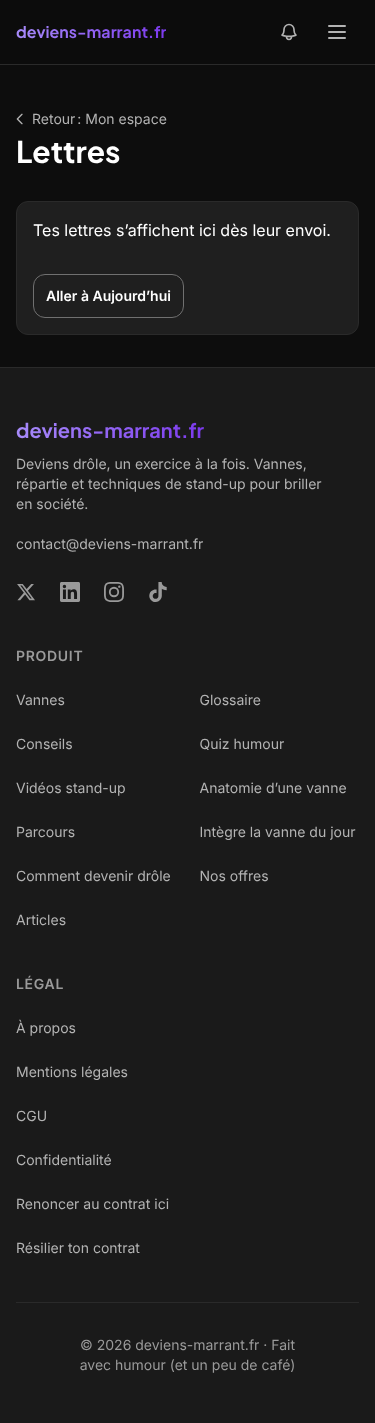 deviens-marrant.fr
Retour : Mon espace
Lettres
Tes lettres s’affichent ici dès leur envoi.
Aller à Aujourd’hui
deviens-marrant.fr
Deviens drôle, un exercice à la fois. Vannes,
répartie et techniques de stand-up pour briller
en société.
contact@deviens-marrant.fr
PRODUIT
Vannes
Glossaire
Conseils
Quiz humour
Vidéos stand-up
Anatomie d’une vanne
Parcours
Intègre la vanne du jour
Comment devenir drôle
Nos offres
Articles
LÉGAL
À propos
Mentions légales
CGU
Confidentialité
Renoncer au contrat ici
Résilier ton contrat
© 2026 deviens-marrant.fr · Fait
avec humour (et un peu de café)